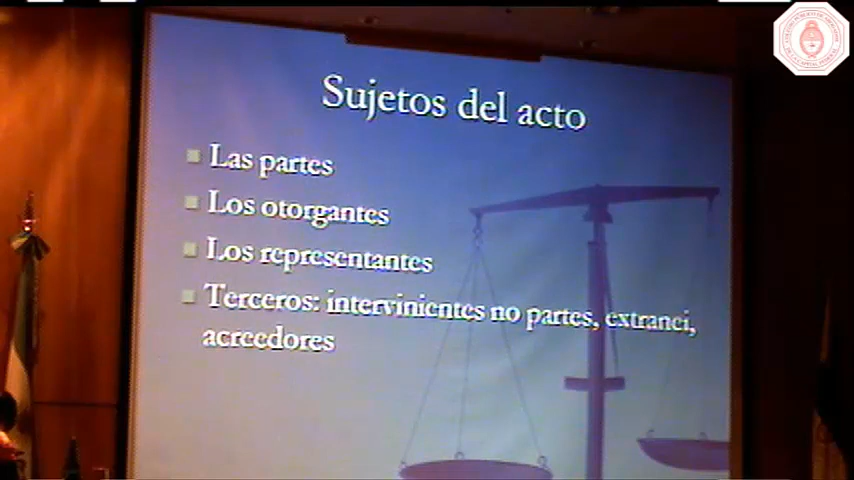 Sujetos del acto
Las partes
Los otorgantes
Los representantes
Terceros: intervinientes no partes, extranei,
acreedores